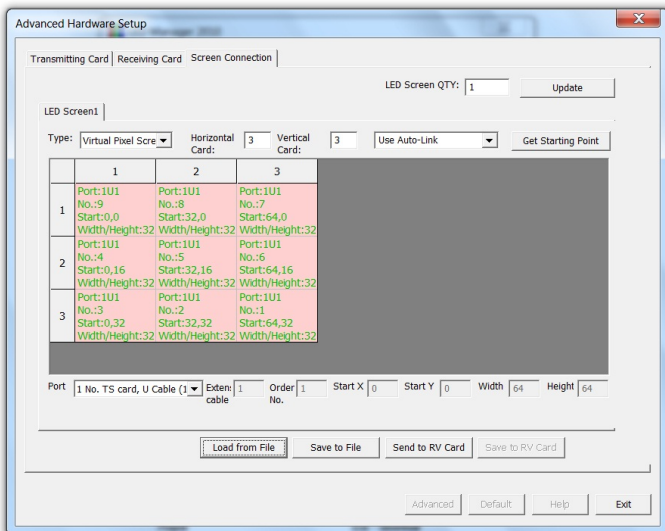 Advanced Hardware Setup
Manager 2010
Transmitting Card
Receiving Card
Screen Connection
LED Screen QTY: 1
Update
LED Screen1
Type: Virtual Pixel Scre
Horizontal Card: 3
Vertical Card: 3
Use Auto-Link
Get Starting Point
1 2 3
1
Port:1U1 Port:1U1 Port:1U1
No.:9 No.:8 No.:7
Start:0,0 Start:32,0 Start:64,0
Width/Height:32 Width/Height:32 Width/Height:32
2
Port:1U1 Port:1U1 Port:1U1
No.:4 No.:5 No.:6
Start:0,16 Start:32,16 Start:64,16
Width/Height:32 Width/Height:32 Width/Height:32
3
Port:1U1 Port:1U1 Port:1U1
No.:3 No.:2 No.:1
Start:0,32 Start:32,32 Start:64,32
Width/Height:32 Width/Height:32 Width/Height:32
Port 1 No. TS card, U Cable (1
Exten: cable 1
Order No. 1
Start X 0
Start Y 0
Width 64
Height 64
Load from File
Save to File
Send to RV Card
Save to RV Card
Advanced
Default
Help
Exit